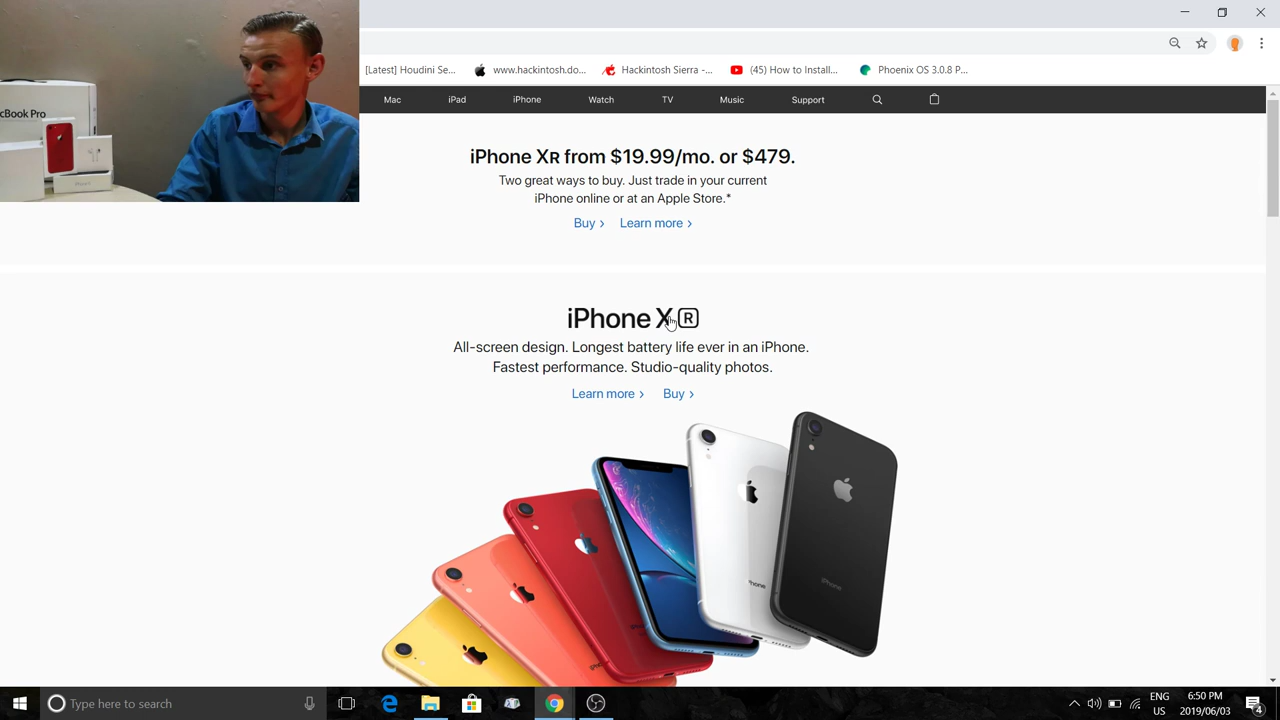 cBook Pro
[Latest] Houdini Se...
www.hackintosh.do...
Hackintosh Sierra -...
(45) How to Install...
Phoenix OS 3.0.8 P...
Mac
iPad
iPhone
Watch
TV
Music
Support
iPhone XR from $19.99/mo. or $479.
Two great ways to buy. Just trade in your current
iPhone online or at an Apple Store.*
Buy >
Learn more >
iPhone XR
All-screen design. Longest battery life ever in an iPhone.
Fastest performance. Studio-quality photos.
Learn more >
Buy >
Type here to search
ENG
US
6:50 PM
2019/06/03
4